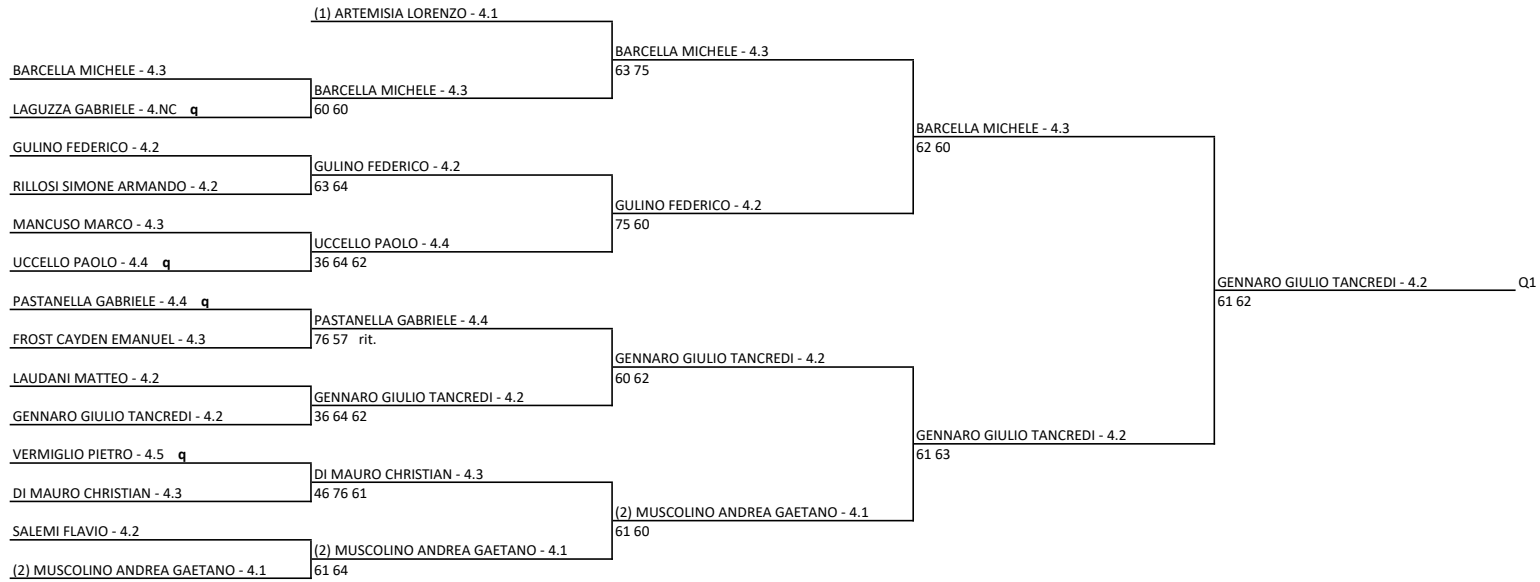 (1) ARTEMISIA LORENZO - 4.1
BARCELLA MICHELE - 4.3
63 75
BARCELLA MICHELE - 4.3
BARCELLA MICHELE - 4.3
60 60
LAGUZZA GABRIELE - 4.NC q
BARCELLA MICHELE - 4.3
62 60
GULINO FEDERICO - 4.2
GULINO FEDERICO - 4.2
63 64
RILLOSI SIMONE ARMANDO - 4.2
GULINO FEDERICO - 4.2
75 60
MANCUSO MARCO - 4.3
UCCELLO PAOLO - 4.4
36 64 62
UCCELLO PAOLO - 4.4 q
GENNARO GIULIO TANCREDI - 4.2 Q1
61 62
PASTANELLA GABRIELE - 4.4 q
PASTANELLA GABRIELE - 4.4
76 57 rit.
FROST CAYDEN EMANUEL - 4.3
GENNARO GIULIO TANCREDI - 4.2
60 62
LAUDANI MATTEO - 4.2
GENNARO GIULIO TANCREDI - 4.2
36 64 62
GENNARO GIULIO TANCREDI - 4.2
GENNARO GIULIO TANCREDI - 4.2
61 63
VERMIGLIO PIETRO - 4.5 q
DI MAURO CHRISTIAN - 4.3
46 76 61
DI MAURO CHRISTIAN - 4.3
(2) MUSCOLINO ANDREA GAETANO - 4.1
61 60
SALEMI FLAVIO - 4.2
(2) MUSCOLINO ANDREA GAETANO - 4.1
61 64
(2) MUSCOLINO ANDREA GAETANO - 4.1